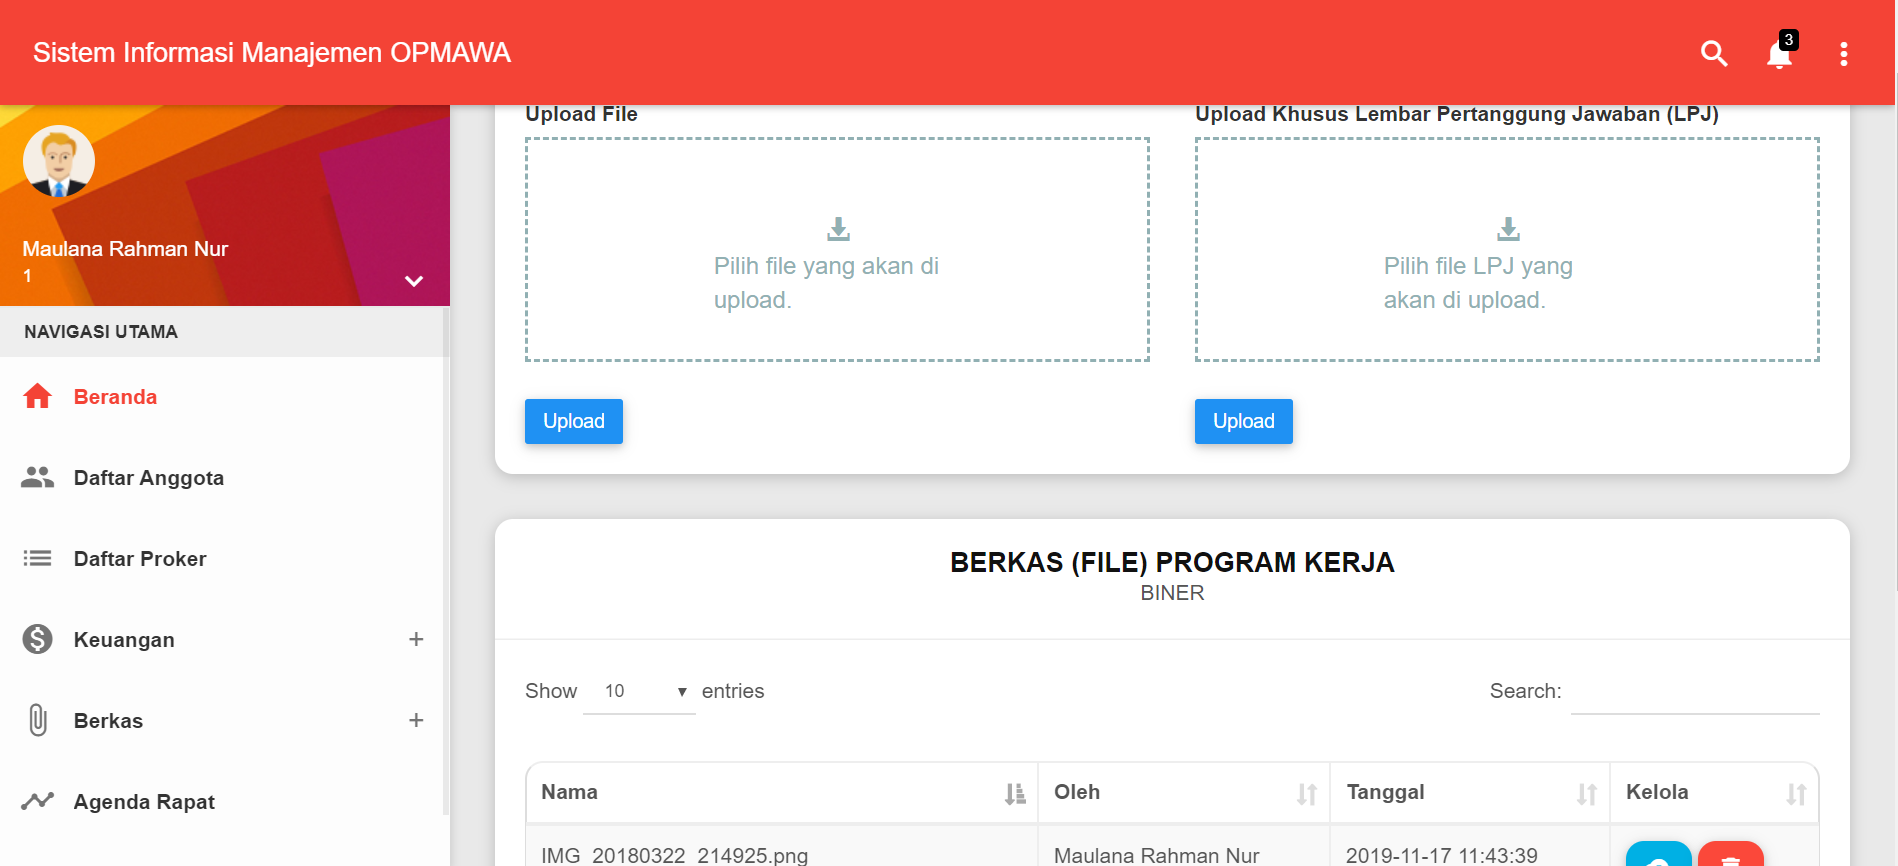 Sistem Informasi Manajemen OPMAWA
3
Maulana Rahman Nur
1
NAVIGASI UTAMA
Beranda
Daftar Anggota
Daftar Proker
Keuangan
+
Berkas
+
Agenda Rapat
Upload File
Pilih file yang akan di
upload.
Upload
Upload Khusus Lembar Pertanggung Jawaban (LPJ)
Pilih file LPJ yang
akan di upload.
Upload
BERKAS (FILE) PROGRAM KERJA
BINER
Show 10 entries
Search:
Nama Oleh Tanggal Kelola
IMG_20180322_214925.png Maulana Rahman Nur 2019-11-17 11:43:39